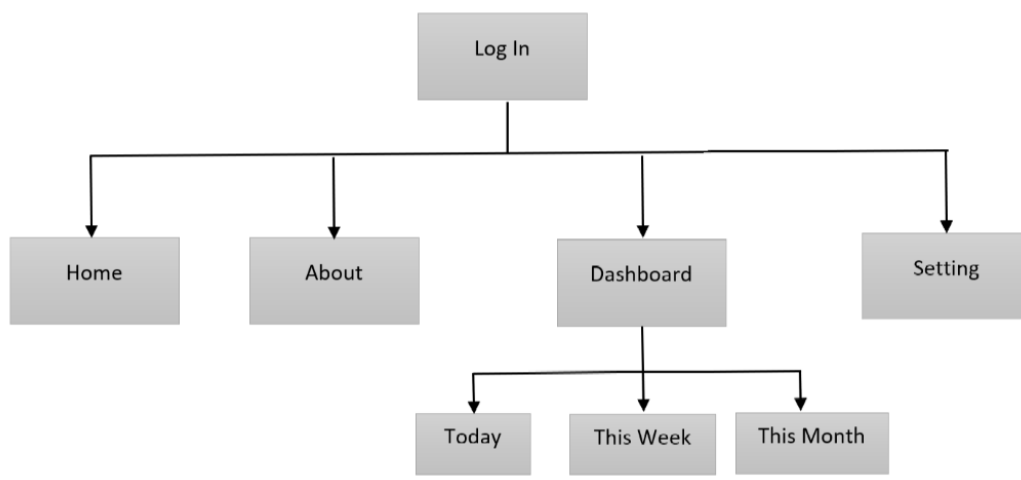 Log In
Home
About
Dashboard
Setting
Today
This Week
This Month